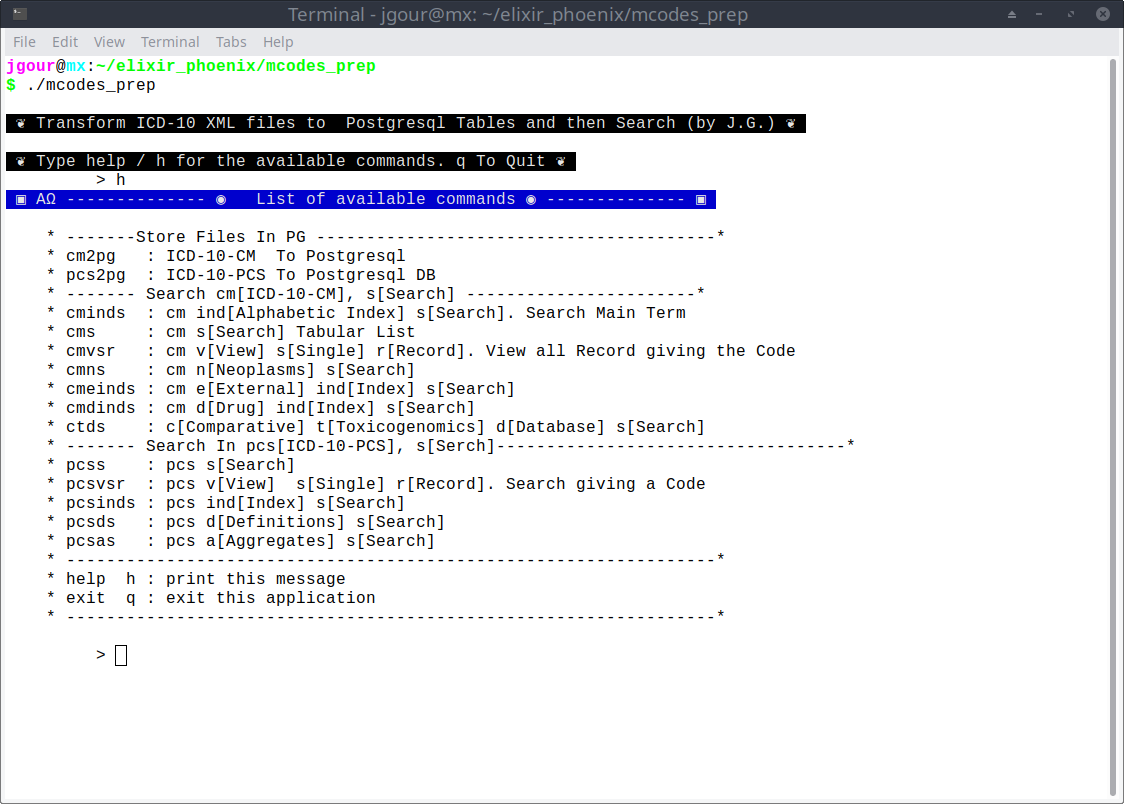 Terminal - jgour@mx: ~/elixir_phoenix/mcodes_prep
File Edit View Terminal Tabs Help
jgour@mx:~/elixir_phoenix/mcodes_prep
$ ./mcodes_prep
❦ Transform ICD-10 XML files to  Postgresql Tables and then Search (by J.G.) ❦
❦ Type help / h for the available commands. q To Quit ❦
> h
▣ ΑΩ -------------- ◉   List of available commands ◉ -------------- ▣
* -------Store Files In PG ----------------------------------------*
* cm2pg   : ICD-10-CM  To Postgresql
* pcs2pg  : ICD-10-PCS To Postgresql DB
* ------- Search cm[ICD-10-CM], s[Search] -----------------------*
* cminds  : cm ind[Alphabetic Index] s[Search]. Search Main Term
* cms     : cm s[Search] Tabular List
* cmvsr   : cm v[View] s[Single] r[Record]. View all Record giving the Code
* cmns    : cm n[Neoplasms] s[Search]
* cmeinds : cm e[External] ind[Index] s[Search]
* cmdinds : cm d[Drug] ind[Index] s[Search]
* ctds    : c[Comparative] t[Toxicogenomics] d[Database] s[Search]
* ------- Search In pcs[ICD-10-PCS], s[Serch]-----------------------------------*
* pcss    : pcs s[Search]
* pcsvsr  : pcs v[View]  s[Single] r[Record]. Search giving a Code
* pcsinds : pcs ind[Index] s[Search]
* pcsds   : pcs d[Definitions] s[Search]
* pcsas   : pcs a[Aggregates] s[Search]
* -----------------------------------------------------------------*
* help  h : print this message
* exit  q : exit this application
* -----------------------------------------------------------------*
>